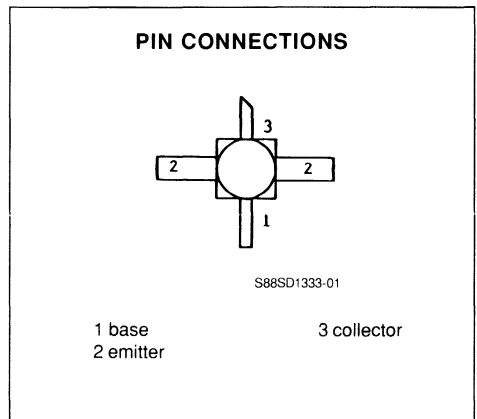 PIN CONNECTIONS
3
2 2
1
S88SD1333-01
1 base 3 collector
2 emitter